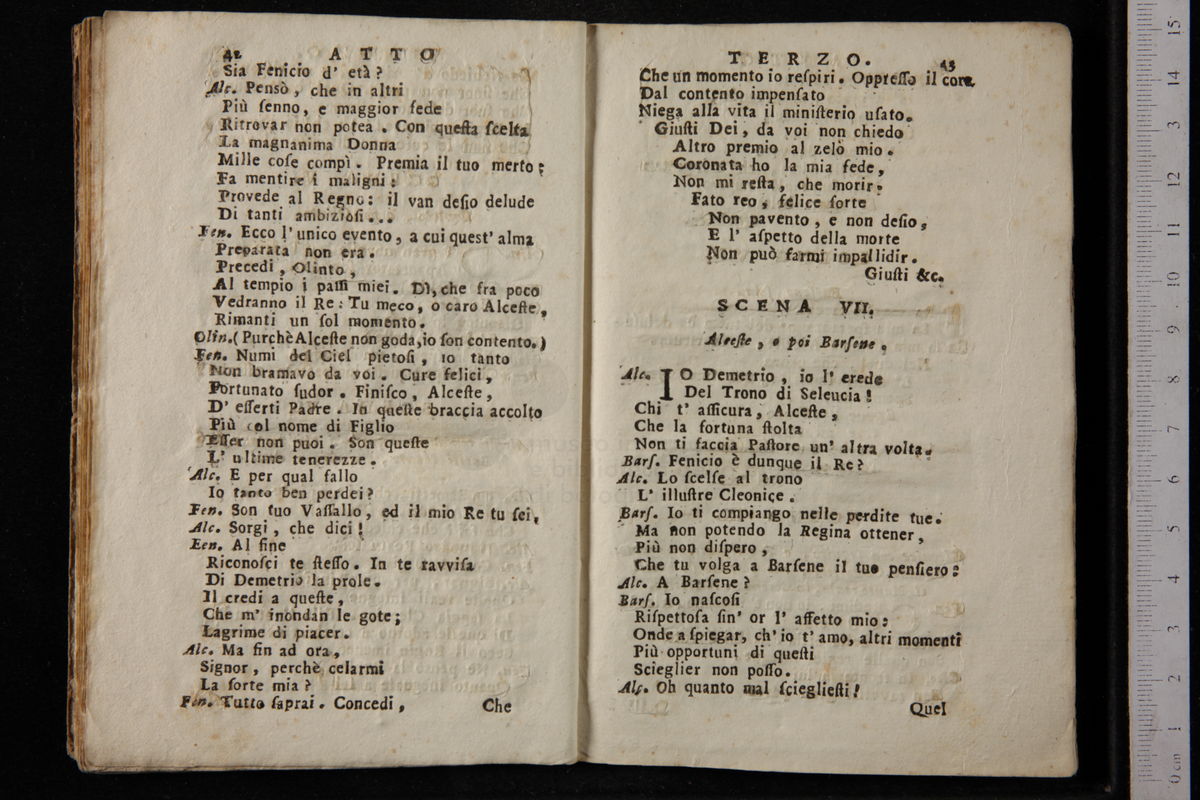 42 ATTO
Sia Fenicio d' età?
Alc. Pensò, che in altri
Più ſenno, e maggior fede
Ritrovar non potea. Con queſta ſcelta
La magnanima Donna
Mille coſe compì. Premia il tuo merto;
Fa mentire i maligni:
Provede al Regno: il van deſio delude
Di tanti ambizioſi...
Fen. Ecco l' unico evento, a cui quest' alma
Preparata non era.
Precedi, Olinto,
Al tempio i paſſi miei. Dì, che fra poco
Vedranno il Re: Tu meco, o caro Alceſte,
Rimanti un ſol momento.
Olin. (Purchè Alceſte non goda, io ſon contento.)
Fen. Numi del Ciel pietoſi, io tanto
Non bramavo da voi. Cure felici,
Fortunato ſudor. Finiſco, Alceſte,
D' eſſerti Padre. In queſte braccia accolto
Più col nome di Figlio
Eſſer non puoi. Son queſte
L' ultime tenerezze.
Alc. E per qual fallo
Io tanto ben perdei?
Fen. Son tuo Vaſſallo, ed il mio Re tu ſei,
Alc. Sorgi, che dici!
Een. Al fine
Riconoſci te ſteſſo. In te ravviſa
Di Demetrio la prole.
Il credi a queſte,
Che m' inondan le gote;
Lagrime di piacer.
Alc. Ma fin ad ora,
Signor, perchè celarmi
La ſorte mia?
Fen. Tutto ſaprai. Concedi,
Che
TERZO. 43
Che un momento io reſpiri. Oppreſſo il core
Dal contento impenſato
Niega alla vita il miniſterio uſato.
Giuſti Dei, da voi non chiedo
Altro premio al zelò mio.
Coronata ho la mia fede,
Non mi reſta, che morir.
Fato reo, felice ſorte
Non pavento, e non deſio,
E l' aſpetto della morte
Non può farmi impallidir.
Giuſti &c.
SCENA VII.
Alceſte, e poi Barſene.
Alc. IO Demetrio, io l' erede
Del Trono di Seleucia!
Chi t' aſſicura, Alceſte,
Che la fortuna ſtolta
Non ti faccia Paſtore un' altra volta.
Barſ. Fenicio è dunque il Re?
Alc. Lo ſcelſe al trono
L' illuſtre Cleonice.
Barſ. Io ti compiango nelle perdite tue.
Ma non potendo la Regina ottener,
Più non diſpero,
Che tu volga a Barſene il tuo penſiero:
Alc. A Barſene?
Barſ. Io naſcoſi
Riſpettoſa ſin' or l' affetto mio:
Onde a ſpiegar, ch' io t' amo, altri momenti
Più opportuni di queſti
Scieglier non poſſo.
Alc. Oh quanto mal ſciegliefti!
Quel